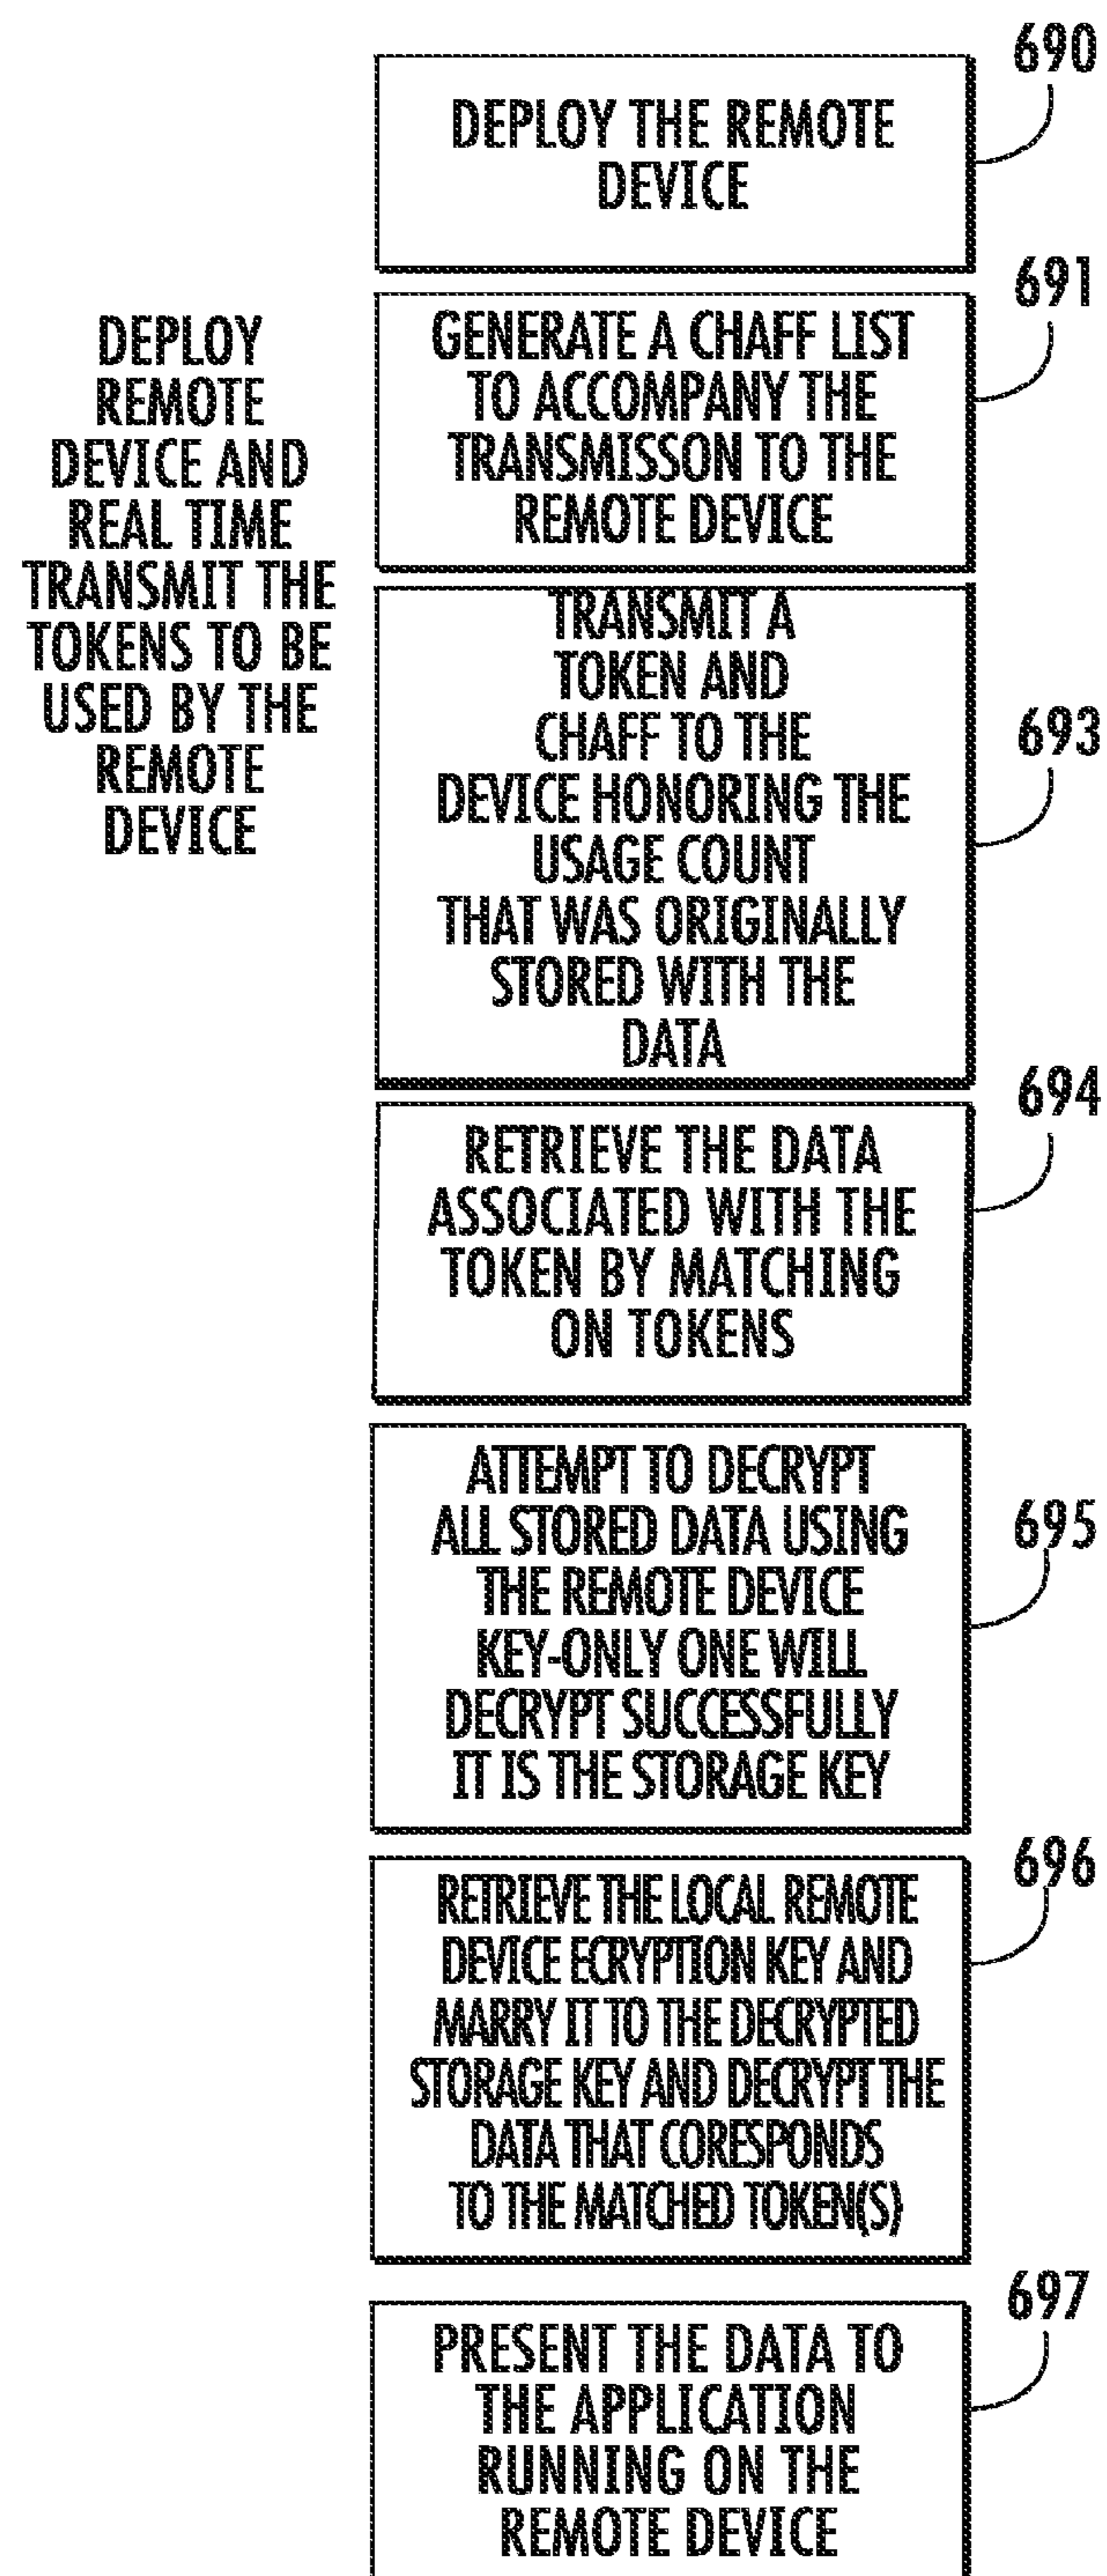 690
DEPLOY THE REMOTE
DEVICE
DEPLOY
REMOTE
DEVICE AND
REAL TIME
TRANSMIT THE
TOKENS TO BE
USED BY THE
REMOTE
DEVICE
691
GENERATE A CHAFF LIST
TO ACCOMPANY THE
TRANSMISSON TO THE
REMOTE DEVICE
693
TRANSMIT A
TOKEN AND
CHAFF TO THE
DEVICE HONORING THE
USAGE COUNT
THAT WAS ORIGINALLY
STORED WITH THE
DATA
694
RETRIEVE THE DATA
ASSOCIATED WITH THE
TOKEN BY MATCHING
ON TOKENS
695
ATTEMPT TO DECRYPT
ALL STORED DATA USING
THE REMOTE DEVICE
KEY-ONLY ONE WILL
DECRYPT SUCCESSFULLY
IT IS THE STORAGE KEY
696
RETRIEVE THE LOCAL REMOTE
DEVICE ECRYPTION KEY AND
MARRY IT TO THE DECRYPTED
STORAGE KEY AND DECRYPT THE
DATA THAT CORESPONDS
TO THE MATCHED TOKEN(S)
697
PRESENT THE DATA TO
THE APPLICATION
RUNNING ON THE
REMOTE DEVICE